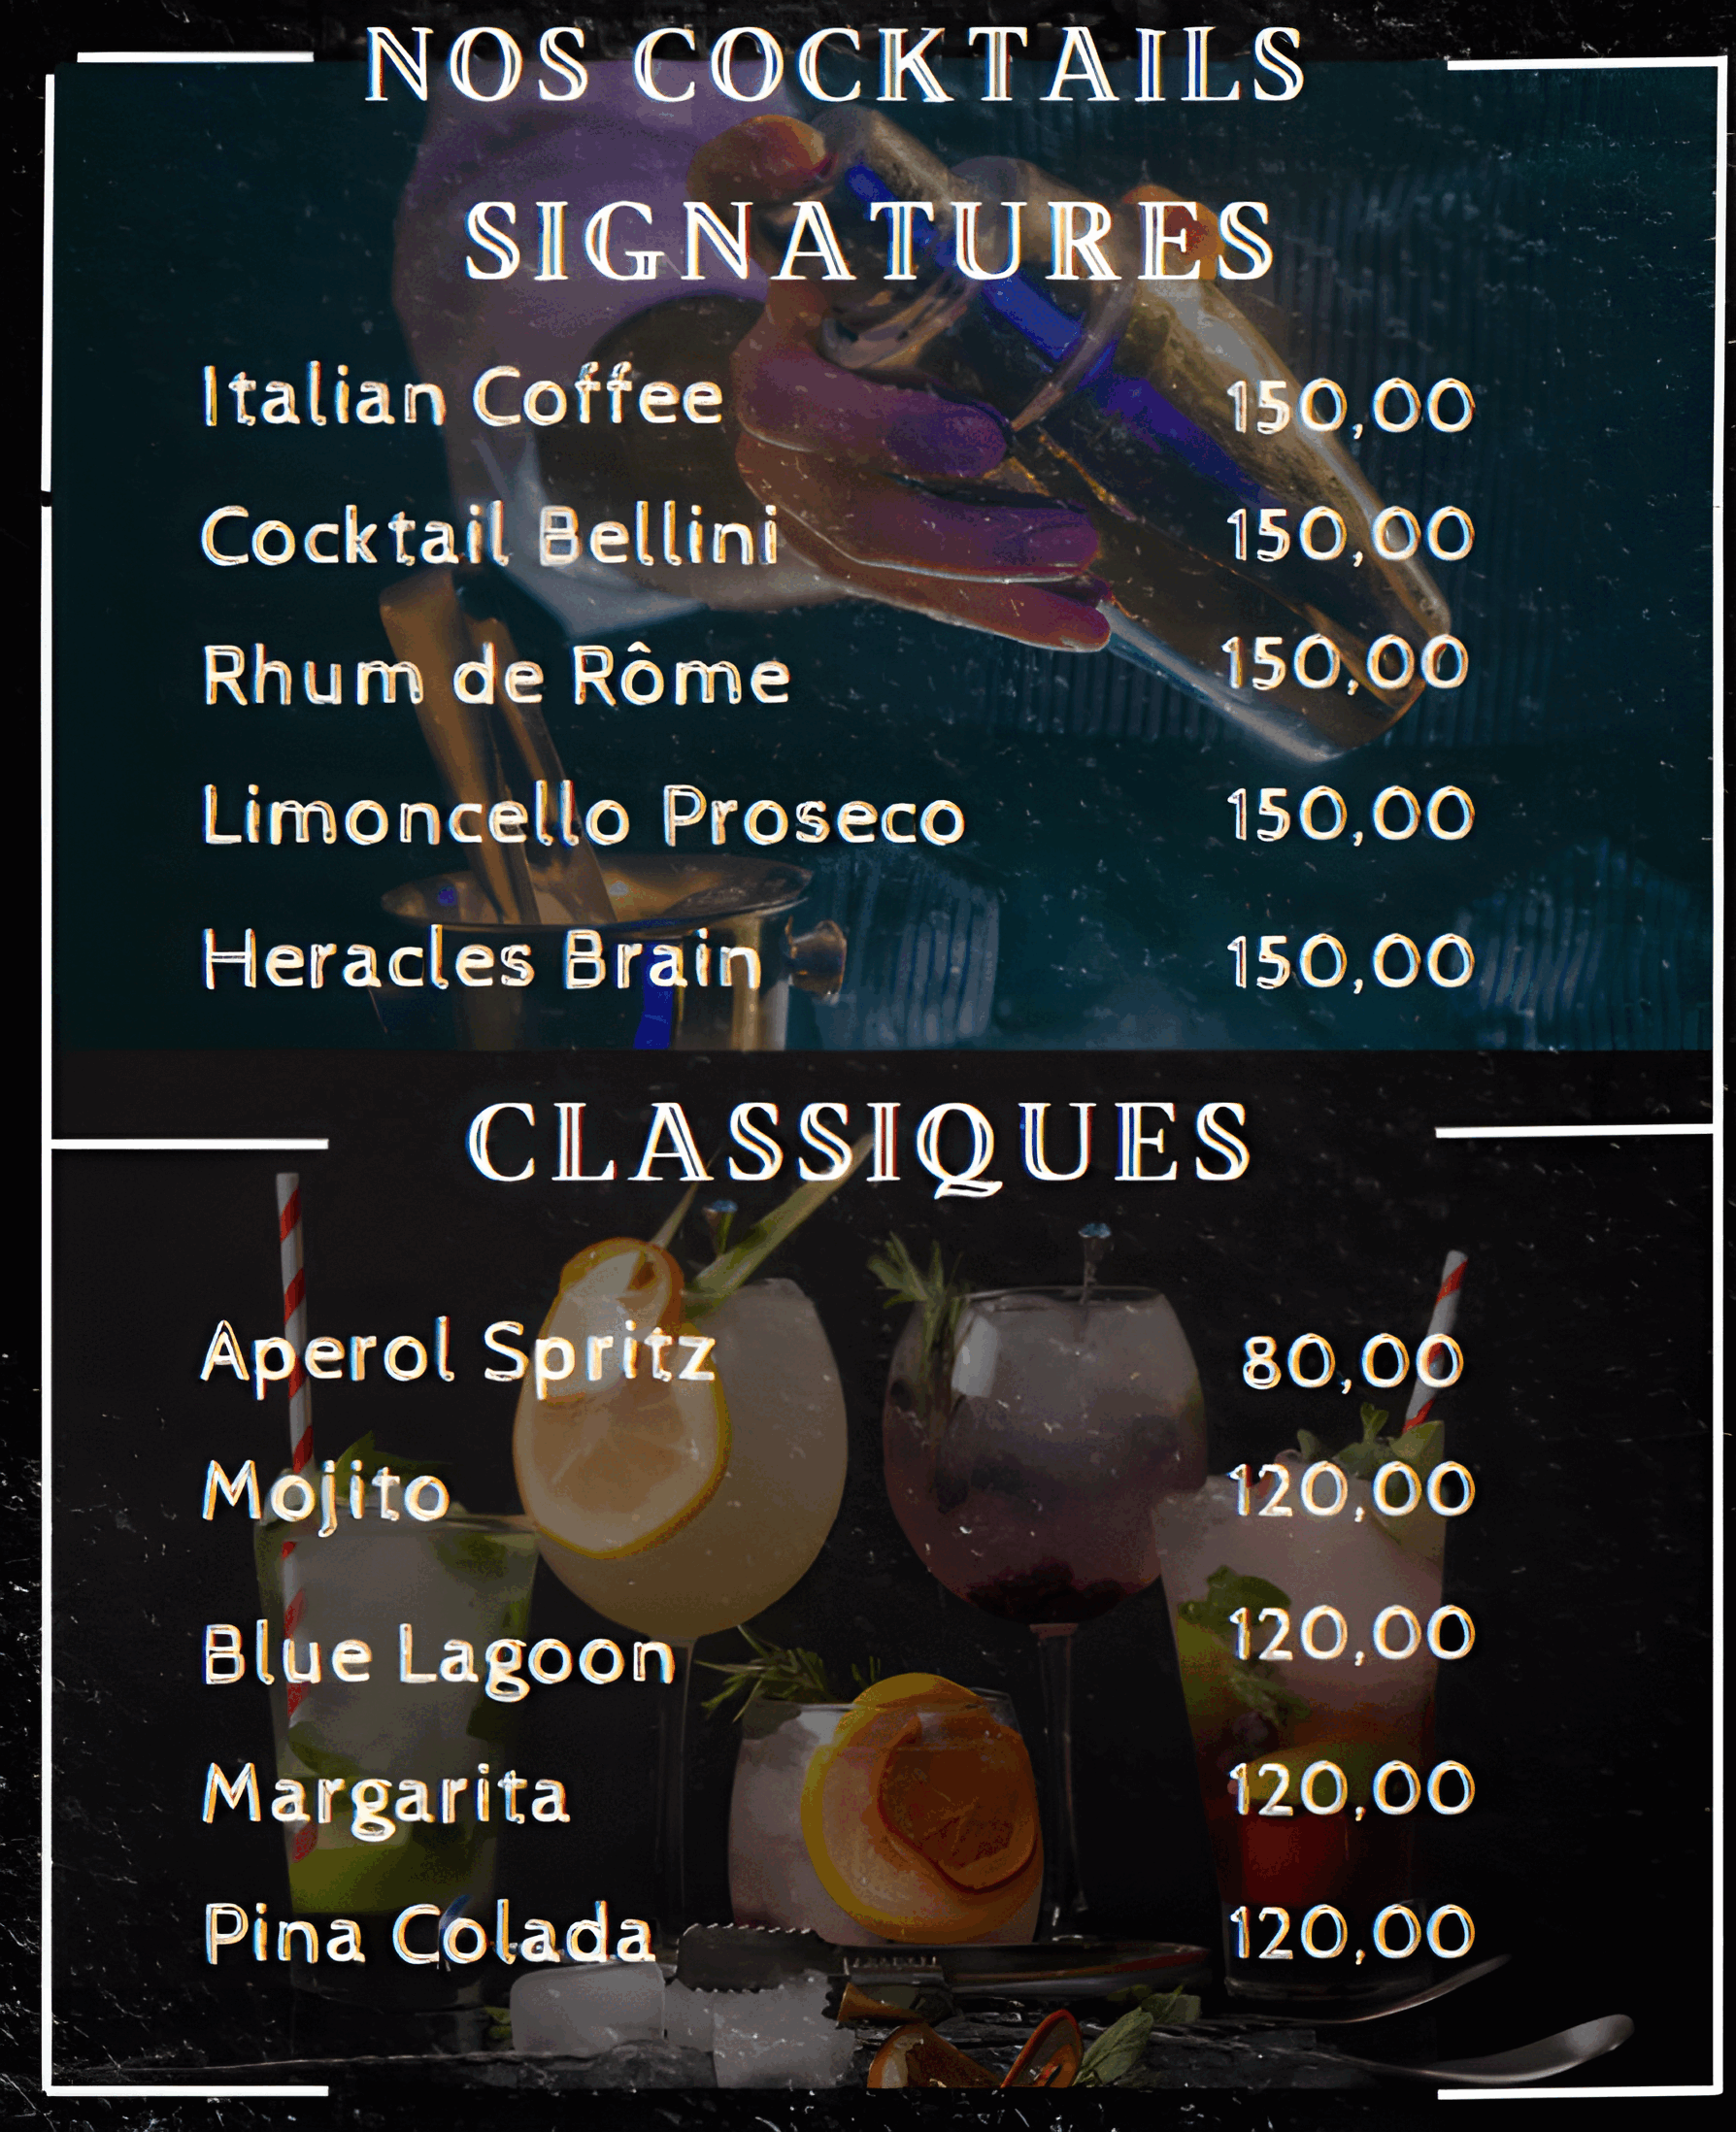 NOS COCKTAILS
SIGNATURES
Italian Coffee 150,00
Cocktail Bellini 150,00
Rhum de Rôme 150,00
Limoncello Proseco 150,00
Heracles Brain 150,00
CLASSIQUES
Aperol Spritz 80,00
Mojito 120,00
Blue Lagoon 120,00
Margarita 120,00
Pina Colada 120,00